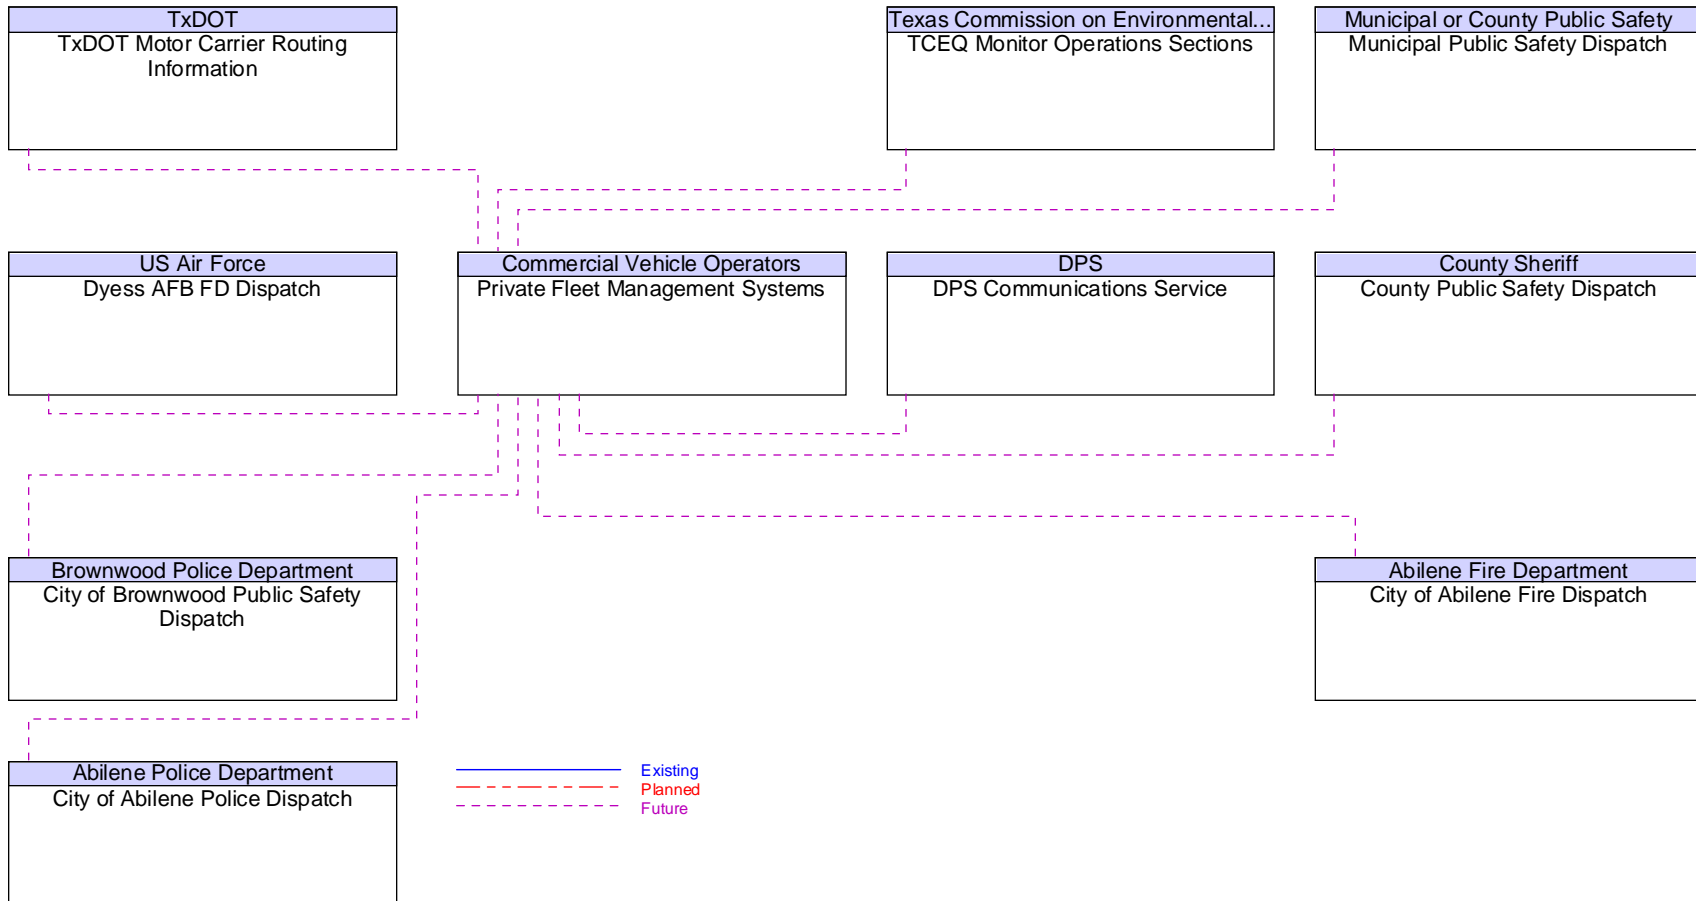 TxDOT
TxDOT Motor Carrier Routing
Information
Texas Commission on Environmental...
TCEQ Monitor Operations Sections
Municipal or County Public Safety
Municipal Public Safety Dispatch
US Air Force
Dyess AFB FD Dispatch
Commercial Vehicle Operators
Private Fleet Management Systems
DPS
DPS Communications Service
County Sheriff
County Public Safety Dispatch
Brownwood Police Department
City of Brownwood Public Safety
Dispatch
Abilene Fire Department
City of Abilene Fire Dispatch
Abilene Police Department
City of Abilene Police Dispatch
Existing
Planned
Future